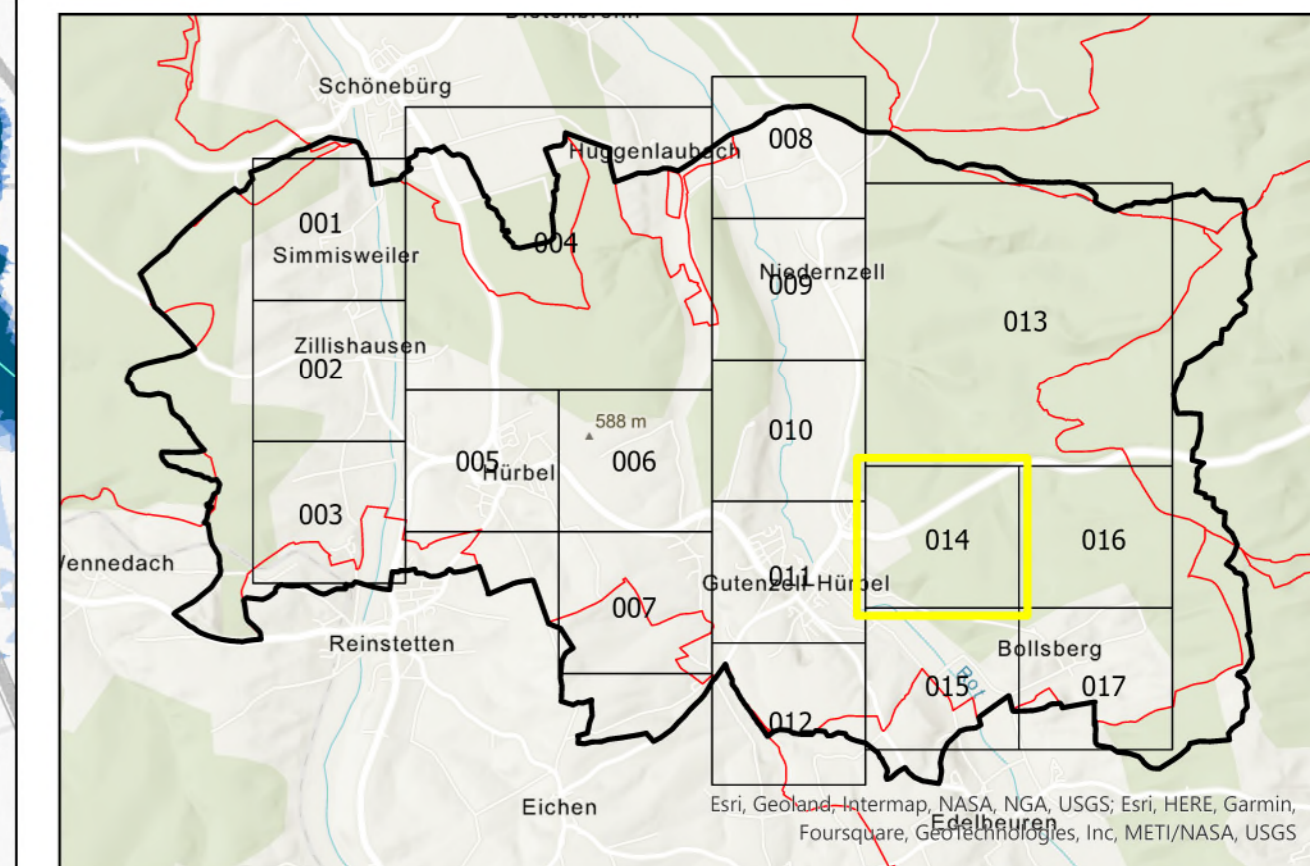 Schönebürg
008
Huggenlaubach
001
004
Simmisweiler
Niedernzell
009
013
Zillishausen
002
588 m
010
005
006
Hürbel
003
014
016
Wennedach
011
Gutenzell-Hürbel
007
Reinstetten
Bollsberg
Rot
015
017
012
Eichen
Esri, Geoland, Intermap, NASA, NGA, USGS; Esri, HERE, Garmin,
Edelbeuren
Foursquare, GeoTechnologies, Inc, METI/NASA, USGS